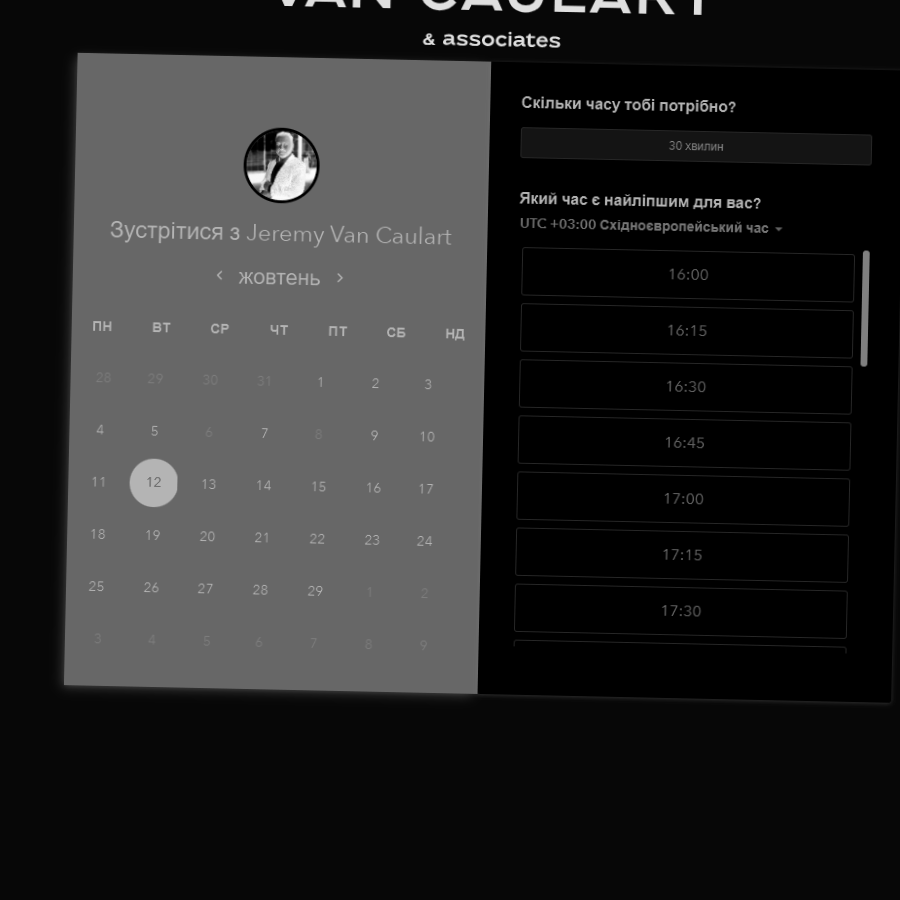 VAN CAULART
& associates
Зустрітися з Jeremy Van Caulart
‹ жовтень ›
ПН ВТ СР ЧТ ПТ СБ НД
28 29 30 31 1 2 3
4 5 6 7 8 9 10
11 12 13 14 15 16 17
18 19 20 21 22 23 24
25 26 27 28 29 1 2
3 4 5 6 7 8 9
Скільки часу тобі потрібно?
30 хвилин
Який час є найліпшим для вас?
UTC +03:00 Східноєвропейський час
16:00
16:15
16:30
16:45
17:00
17:15
17:30